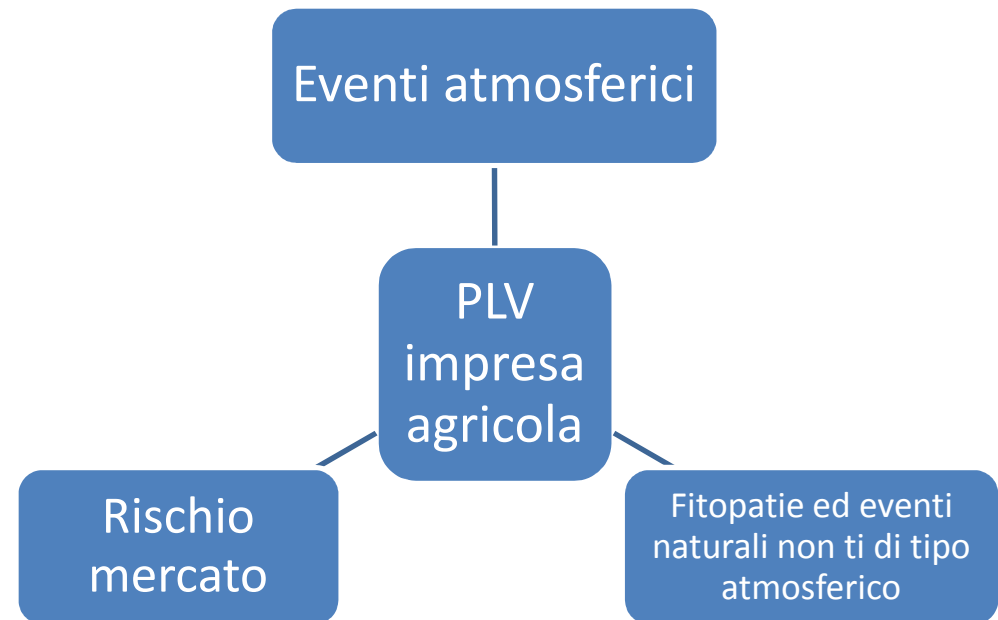 Eventi atmosferici
PLV
impresa
agricola
Rischio
mercato
Fitopatie ed eventi
naturali non ti di tipo
atmosferico